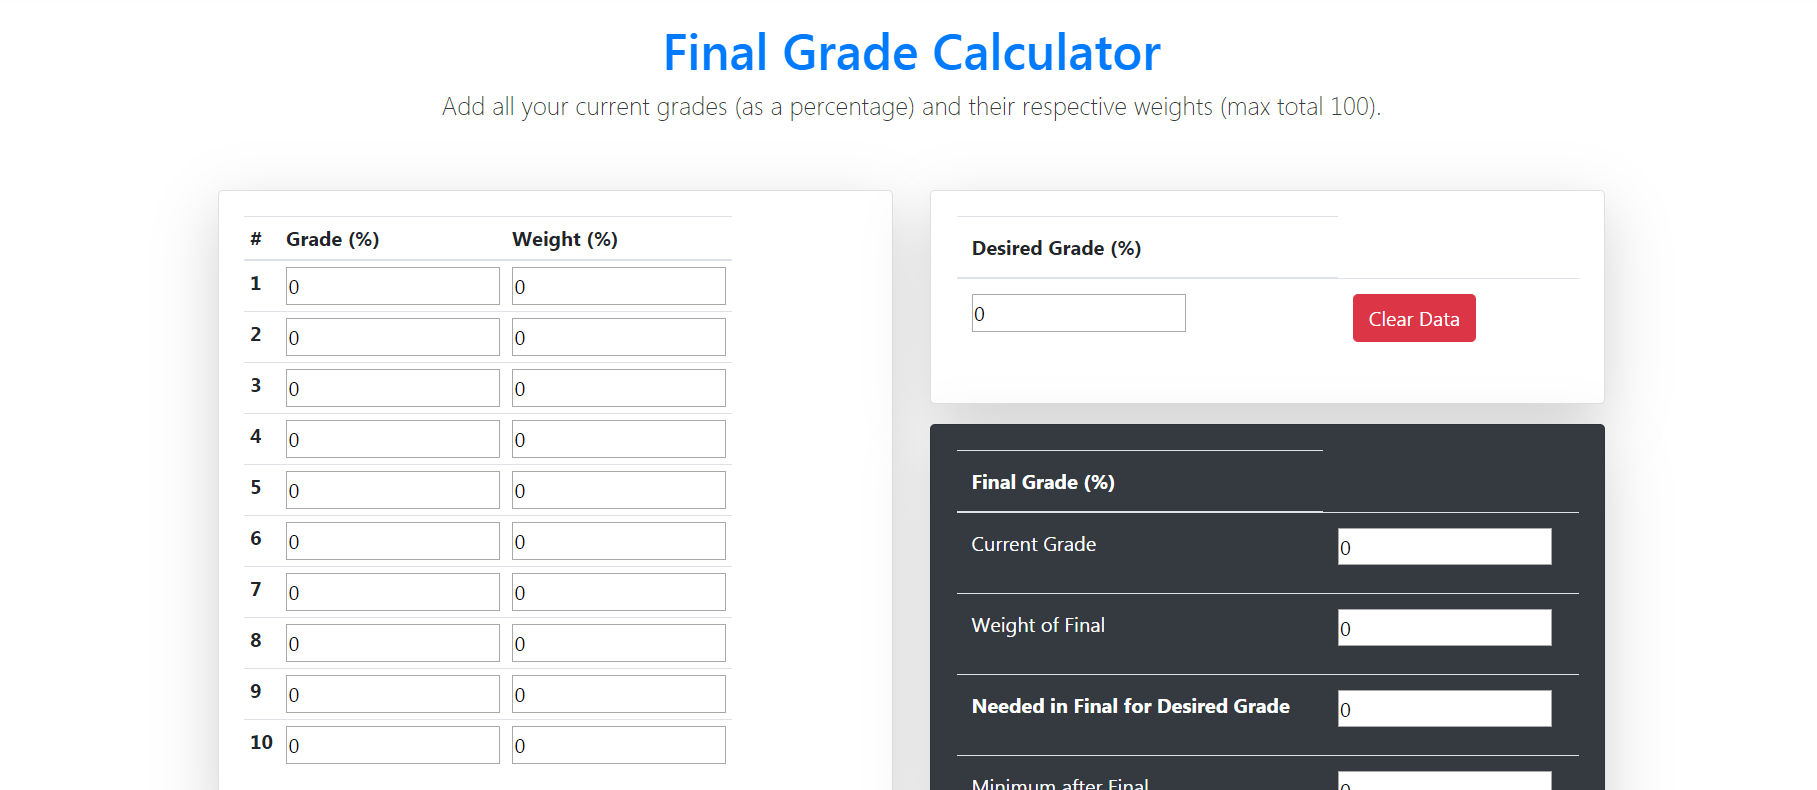 Final Grade Calculator
Add all your current grades (as a percentage) and their respective weights (max total 100).
# Grade (%) Weight (%)
1 0 0
2 0 0
3 0 0
4 0 0
5 0 0
6 0 0
7 0 0
8 0 0
9 0 0
10 0 0
Desired Grade (%)
0 Clear Data
Final Grade (%)
Current Grade 0
Weight of Final 0
Needed in Final for Desired Grade 0
Minimum after Final 0